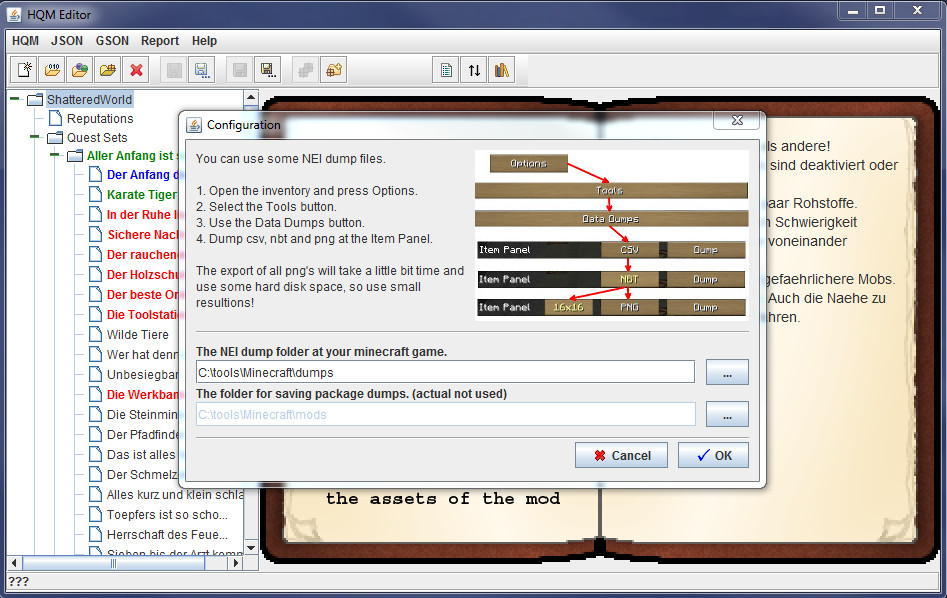 HQM Editor
HQM JSON GSON Report Help
ShatteredWorld
Reputations
Quest Sets
Aller Anfang ist
Der Anfang d
Karate Tiger
In der Ruhe
Sichere Nach
Der rauchen
Der Holzschu
Der beste Or
Die Toolstati
Wilde Tiere
Wer hat denn
Unbesiegbar
Die Werkban
Die Steinmin
Der Pfadfinde
Das ist alles
Der Schmelz
Alles kurz und klein schla
Toepfers ist so scho...
Herrschaft des Feue...
Sieben bis der Arzt komm
???
Configuration
You can use some NEI dump files.
1. Open the inventory and press Options.
2. Select the Tools button.
3. Use the Data Dumps button.
4. Dump csv, nbt and png at the Item Panel.
The export of all png's will take a little bit time and
use some hard disk space, so use small
resultions!
Options
Tools
Data Dumps
Item Panel CSV Dump
Item Panel NBT Dump
Item Panel 16x16 PNG Dump
The NEI dump folder at your minecraft game.
C:\tools\Minecraft\dumps
...
The folder for saving package dumps. (actual not used)
C:\tools\Minecraft\mods
...
Cancel
OK
ls andere!
sind deaktiviert oder
aar Rohstoffe.
n Schwierigkeit
voneinander
gefaehrlichere Mobs.
Auch die Naehe zu
hren.
the assets of the mod